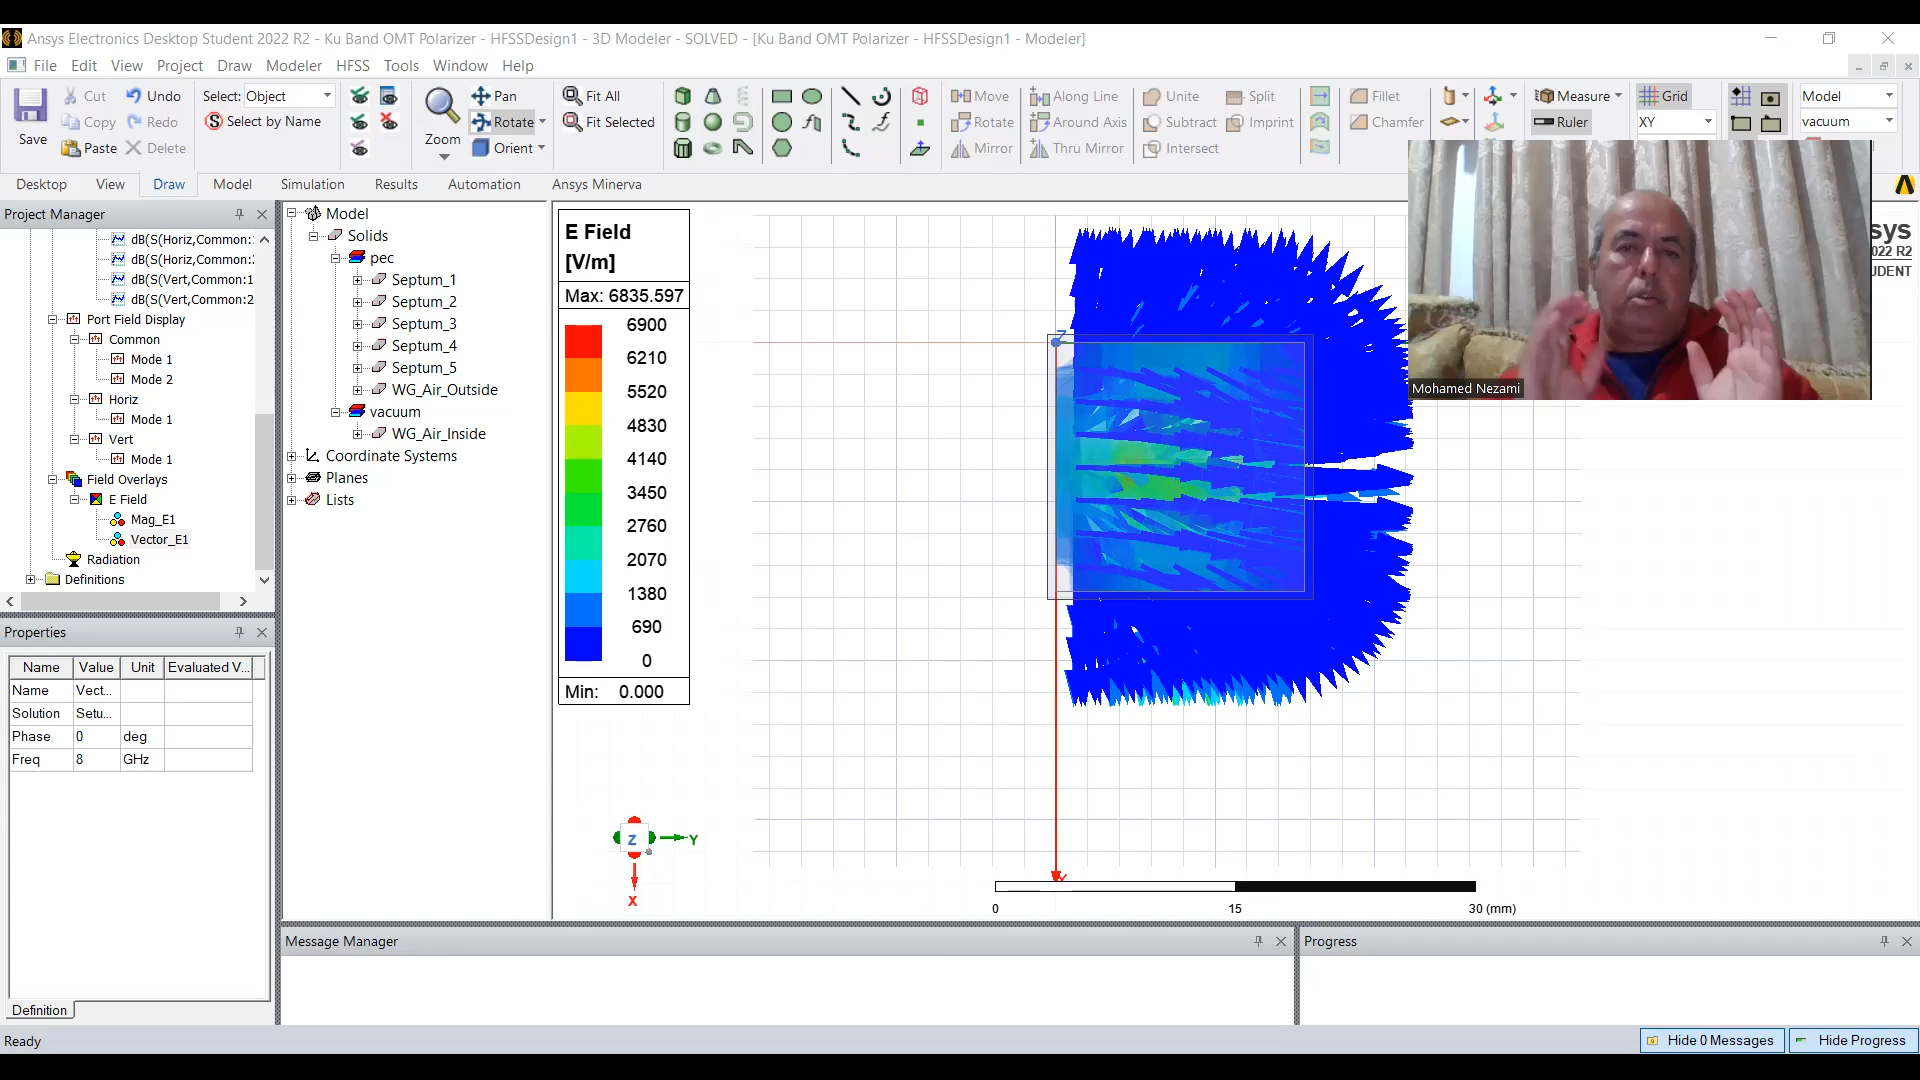 Ansys Electronics Desktop Student 2022 R2 - Ku Band OMT Polarizer - HFSSDesign1 - 3D Modeler - SOLVED - [Ku Band OMT Polarizer - HFSSDesign1 - Modeler]
File Edit View Project Draw Modeler HFSS Tools Window Help
Save
Cut Undo
Copy Redo
Paste Delete
Select: Object
Select by Name
Zoom
Pan
Rotate
Orient
Fit All
Fit Selected
Move Along Line Unite Split
Rotate Around Axis Subtract Imprint
Mirror Thru Mirror Intersect
Fillet
Chamfer
Measure
Ruler
Grid
XY
Model
vacuum
Desktop View Draw Model Simulation Results Automation Ansys Minerva
Project Manager
dB(S(Horiz,Common:
dB(S(Horiz,Common:
dB(S(Vert,Common:1
dB(S(Vert,Common:2
Port Field Display
Common
Mode 1
Mode 2
Horiz
Mode 1
Vert
Mode 1
Field Overlays
E Field
Mag_E1
Vector_E1
Radiation
Definitions
Properties
Name Value Unit Evaluated V...
Name Vect...
Solution Setu...
Phase 0 deg
Freq 8 GHz
Definition
Model
Solids
pec
Septum_1
Septum_2
Septum_3
Septum_4
Septum_5
WG_Air_Outside
vacuum
WG_Air_Inside
Coordinate Systems
Planes
Lists
E Field
[V/m]
Max: 6835.597
6900
6210
5520
4830
4140
3450
2760
2070
1380
690
0
Min: 0.000
Z
Z
Y
X
0 15 30 (mm)
Mohamed Nezami
sys
022 R2
UDENT
Message Manager
Progress
Ready
Hide 0 Messages
Hide Progress